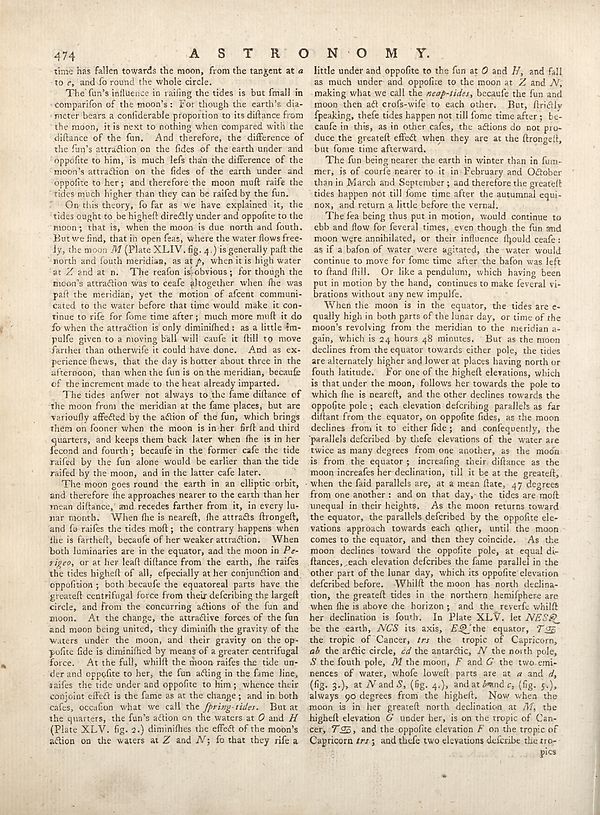 474
A S T R O N O M Y.
time has fallen towards the moon, from the tangent at a
to c, and ſo round the whole circle.
The ſun's influence in raiſing the tides is but ſmall in
compariſon of the moon's: For though the earth's dia-
meter bears a conſiderable proportion to its diſtance from
the moon, it is next to nothing when compared with the
diſtance of the ſun. And therefore, the difference of
the ſun's attraction on the ſides of the earth under and
oppoſite to him, is much leſs than the difference of the
moon's attraction on the ſides of the earth under and
oppoſite to her; and therefore the moon muſt raiſe the
tides much higher than they can be raiſed by the ſun.
On this theory, ſo far as we have explained it, the
tides ought to be higheſt directly under and oppoſite to the
moon; that is, when the moon is due north and ſouth.
But we find, that in open ſeas, where the water flows free-
ly, the moon M (Plate XLIV. fig. 4.) is generally paſt the
north and ſouth meridian, as at p, when it is high water
at Z and at n. The reaſon is obvious; for though the
moon's attraction was to ceaſe altogether when ſhe was
paſt the meridian, yet the motion of aſcent communi-
cated to the water before that time would make it con-
tinue to riſe for ſome time after; much more muſt it do
ſo when the attraction is only diminiſhed: as a little im-
pulſe given to a moving ball will cauſe it ſtill to move
farther than otherwiſe it could have done. And as ex-
perience ſhews, that the day is hotter about three in the
afternoon, than when the ſun is on the meridian, becauſe
of the increment made to the heat already imparted.
The tides anſwer not always to the ſame diſtance of
the moon from the meridian at the ſame places; but are
variouſly affected by the action of the ſun, which brings
them on ſooner when the moon is in her firſt and third
quarters, and keeps them back later when ſhe is in her
ſecond and fourth; becauſe in the former caſe the tide
raiſed by the ſun alone would be earlier than the tide
raiſed by the moon, and in the latter caſe later.
The moon goes round the earth in an elliptic orbit,
and therefore ſhe approaches nearer to the earth than her
mean diſtance, and recedes farther from it, in every lu-
nar month. When ſhe is neareſt, ſhe attracts ſtrongeſt,
and ſo raiſes the tides moſt; the contrary happens when
ſhe is fartheſt, becauſe of her weaker attraction. When
both luminaries are in the equator, and the moon in Pe-
rigeo, or at her leaſt diſtance from the earth, ſhe raiſes
the tides higheſt of all, eſpecially at her conjunction and
oppoſition; both becauſe the equatoreal parts have the
greateſt centrifugal force from their deſcribing the largeſt
circle, and from the concurring actions of the ſun and
moon. At the change, the attractive forces of the ſun
and moon being united, they diminiſh the gravity of the
waters under the moon, and their gravity on the op-
poſite ſide is diminiſhed by means of a greater centrifugal
force. At the full, whilſt the moon raiſes the tide un-
der and oppoſite to her, the ſun acting in the ſame line,
raiſes the tide under and oppoſite to him; whence their
conjoint effect is the ſame as at the change; and in both
caſes, occaſion what we call the ſpring-tides. But at
the quarters, the ſun's action on the waters at O and H
(Plate XLV. fig. 2.) diminiſhes the effect of the moon's
action on the waters at Z and N; ſo that they riſe a
little under and oppoſite to the ſun at O and H, and fall
as much under and oppoſite to the moon at Z and N,
making what we call the neap-tides, becauſe the ſun and
moon then act croſs-wiſe to each other. But, ſtrictly
ſpeaking, theſe tides happen not till ſome time after; be-
cauſe in this, as in other caſes, the actions do not pro-
duce the greateſt effect when they are at the ſtrongeſt,
but ſome time afterward.
The ſun being nearer the earth in winter than in ſum-
mer, is of courſe nearer to it in February and October
than in March and September; and therefore the greateſt
tides happen not till ſome time after the autumnal equi-
nox, and return a little before the vernal.
The ſea being thus put in motion, would continue to
ebb and flow for ſeveral times, even though the ſun and
moon were annihilated, or their influence ſhould ceaſe:
as if a baſon of water were agitated, the water would
continue to move for ſome time after the baſon was left
to ſtand ſtill. Or like a pendulum, which having been
put in motion by the hand, continues to make ſeveral vi-
brations without any new impulſe.
When the moon is in the equator, the tides are e-
qually high in both parts of the lunar day, or time of the
moon's revolving from the meridian to the meridian a-
gain, which is 24 hours 48 minutes. But as the moon
declines from the equator towards either pole, the tides
are alternately higher and lower at places having north or
ſouth latitude. For one of the higheſt elevations, which
is that under the moon, follows her towards the pole to
which ſhe is neareſt, and the other declines towards the
oppoſite pole; each elevation deſcribing parallels as far
diſtant from the equator, on oppoſite ſides, as the moon
declines from it to either ſide; and conſequently, the
parallels deſcribed by theſe elevations of the water are
twice as many degrees from one another, as the moon
is from the equator; increaſing their diſtance as the
moon increaſes her declination, till it be at the greateſt,
when the ſaid parallels are, at a mean ſtate, 47 degrees
from one another: and on that day, the tides are moſt
unequal in their heights. As the moon returns toward
the equator, the parallels deſcribed by the oppoſite ele-
vations approach towards each other, until the moon
comes to the equator, and then they coincide. As the
moon declines toward the oppoſite pole, at equal di-
ſtances, each elevation deſcribes the ſame parallel in the
other part of the lunar day, which its oppoſite elevation
deſcribed before. Whilſt the moon has north declina-
tion, the greateſt tides in the northern hemiſphere are
when ſhe is above the horizon; and the reverſe whilſt
her declination is ſouth. In Plate XLV. let NESQ
be the earth, NCS its axis, EQ the equator, T♋
the tropic of Cancer, trs the tropic of Capricorn,
ab the arctic circle, cd the antarctic, N the north pole,
S the ſouth pole, M the moon, F and G the two emi-
nences of water, whoſe loweſt parts are at a and d,
(fig. 3.), at N and S, (fig. 4.), and at b and c, (fig. 5.),
always 90 degrees from the higheſt. Now when the
moon is in her greateſt north declination at M, the
higheſt elevation G under her, is on the tropic of Can-
cer, T♋, and the oppoſite elevation F on the tropic of
Capricorn trs; and theſe two elevations deſcribe the tro-
pics